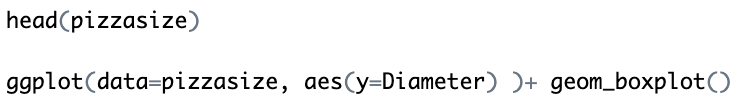 head(pizzasize)
ggplot(data=pizzasize, aes(y=Diameter) )+ geom_boxplot()